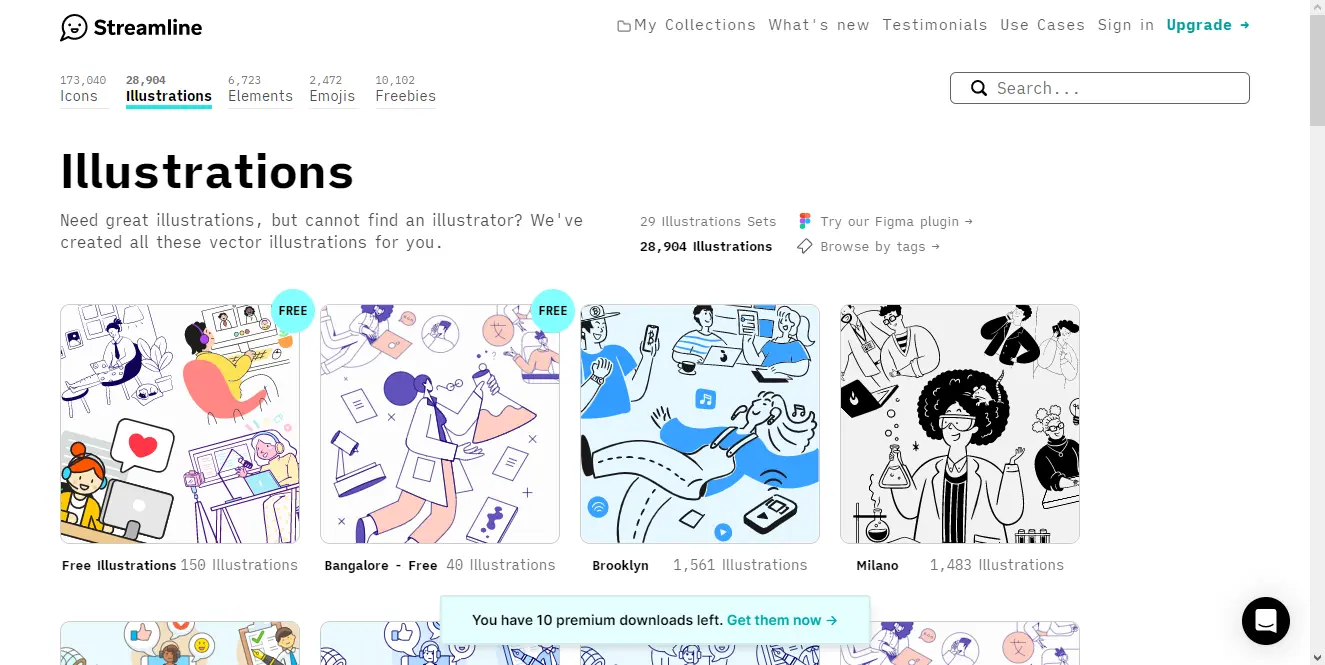 Streamline
My Collections What's new Testimonials Use Cases Sign in Upgrade →
173,040 28,904 6,723 2,472 10,102
Icons Illustrations Elements Emojis Freebies
Search...
Illustrations
Need great illustrations, but cannot find an illustrator? We've
created all these vector illustrations for you.
29 Illustrations Sets
28,904 Illustrations
Try our Figma plugin →
Browse by tags →
FREE
FREE
Free Illustrations 150 Illustrations
Bangalore - Free 40 Illustrations
Brooklyn 1,561 Illustrations
Milano 1,483 Illustrations
You have 10 premium downloads left. Get them now →